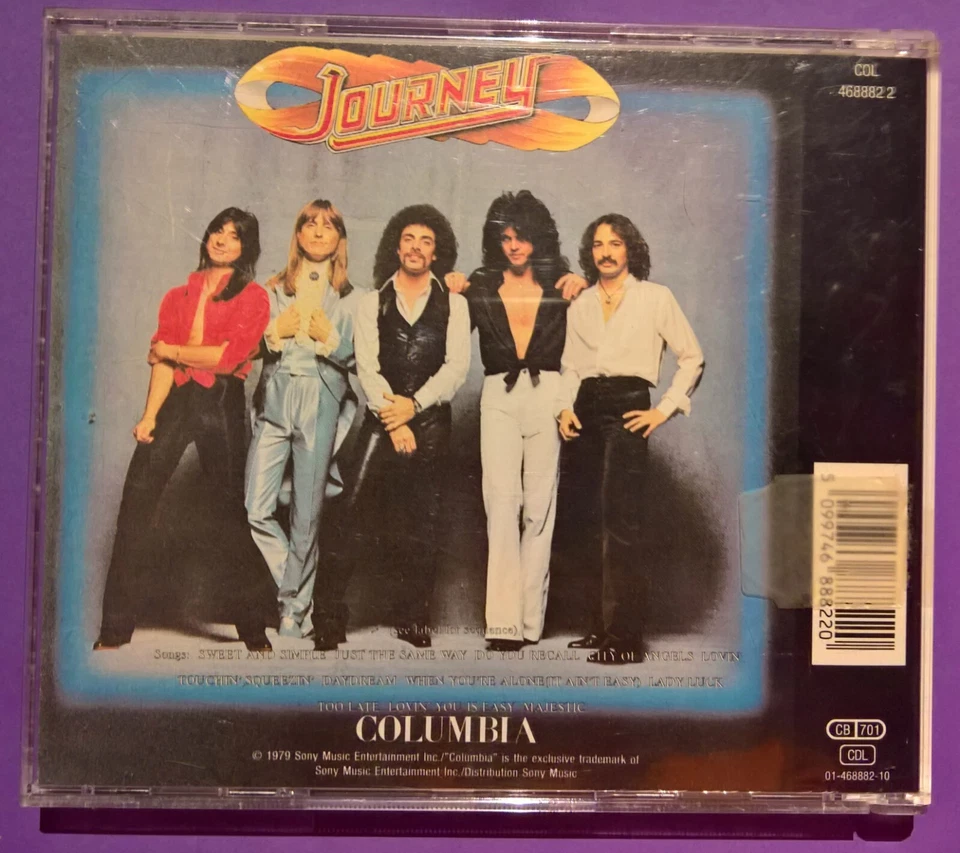 JOURNEY
COL
468882 2
(see label for sequence)
Songs: SWEET AND SIMPLE JUST THE SAME WAY DO YOU RECALL CITY OF ANGELS LOVIN'
TOUCHIN' SQUEEZIN' DAYDREAM WHEN YOU'RE ALONE (IT AIN'T EASY) LADY LUCK
TOO LATE LOVIN' YOU IS EASY MAJESTIC
COLUMBIA
© 1979 Sony Music Entertainment Inc./"Columbia" is the exclusive trademark of
Sony Music Entertainment Inc./Distribution Sony Music
5 099746 888220
CB 701
CDL
01-468882-10